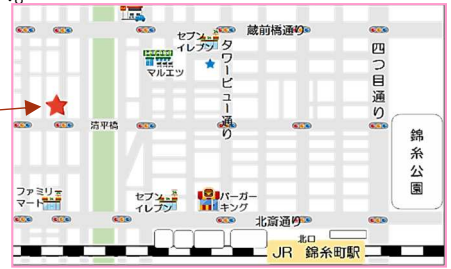 蔵前橋通り
セブン
イレブン
マルエツ
タワービュー通り
四つ目通り
清平橋
錦糸公園
ファミリー
マート
セブン
イレブン
バーガー
キング
北斎通り
北口
JR 錦糸町駅